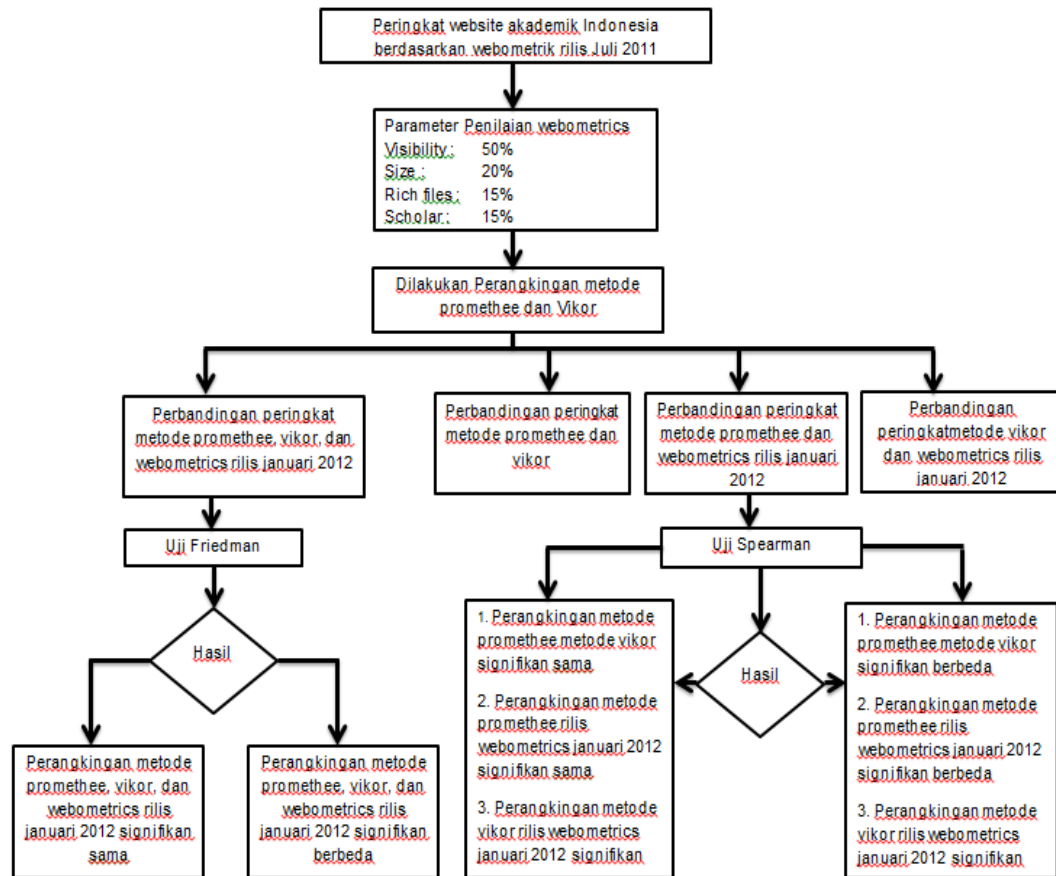 Peringkat website akademik Indonesia
berdasarkan webometrik rilis Juli 2011
Parameter Penilaian webometrics
Visibility : 50%
Size : 20%
Rich files : 15%
Scholar : 15%
Dilakukan Perangkingan metode
promethee dan Vikor
Perbandingan peringkat
metode promethee, vikor, dan
webometrics rilis januari 2012
Perbandingan peringkat
metode promethee dan
vikor
Perbandingan peringkat
metode promethee dan
webometrics rilis januari
2012
Perbandingan
peringkatmetode vikor
dan webometrics rilis
januari 2012
Uji Friedman
Uji Spearman
Hasil
Perangkingan metode
promethee, vikor, dan
webometrics rilis
januari 2012 signifikan
sama
Perangkingan metode
promethee, vikor, dan
webometrics rilis
januari 2012 signifikan
berbeda
1. Perangkingan metode
promethee metode vikor
signifikan sama
2. Perangkingan metode
promethee rilis
webometrics januari 2012
signifikan sama
3. Perangkingan metode
vikor rilis webometrics
januari 2012 signifikan
Hasil
1. Perangkingan metode
promethee metode vikor
signifikan berbeda
2. Perangkingan metode
promethee rilis
webometrics januari 2012
signifikan berbeda
3. Perangkingan metode
vikor rilis webometrics
januari 2012 signifikan